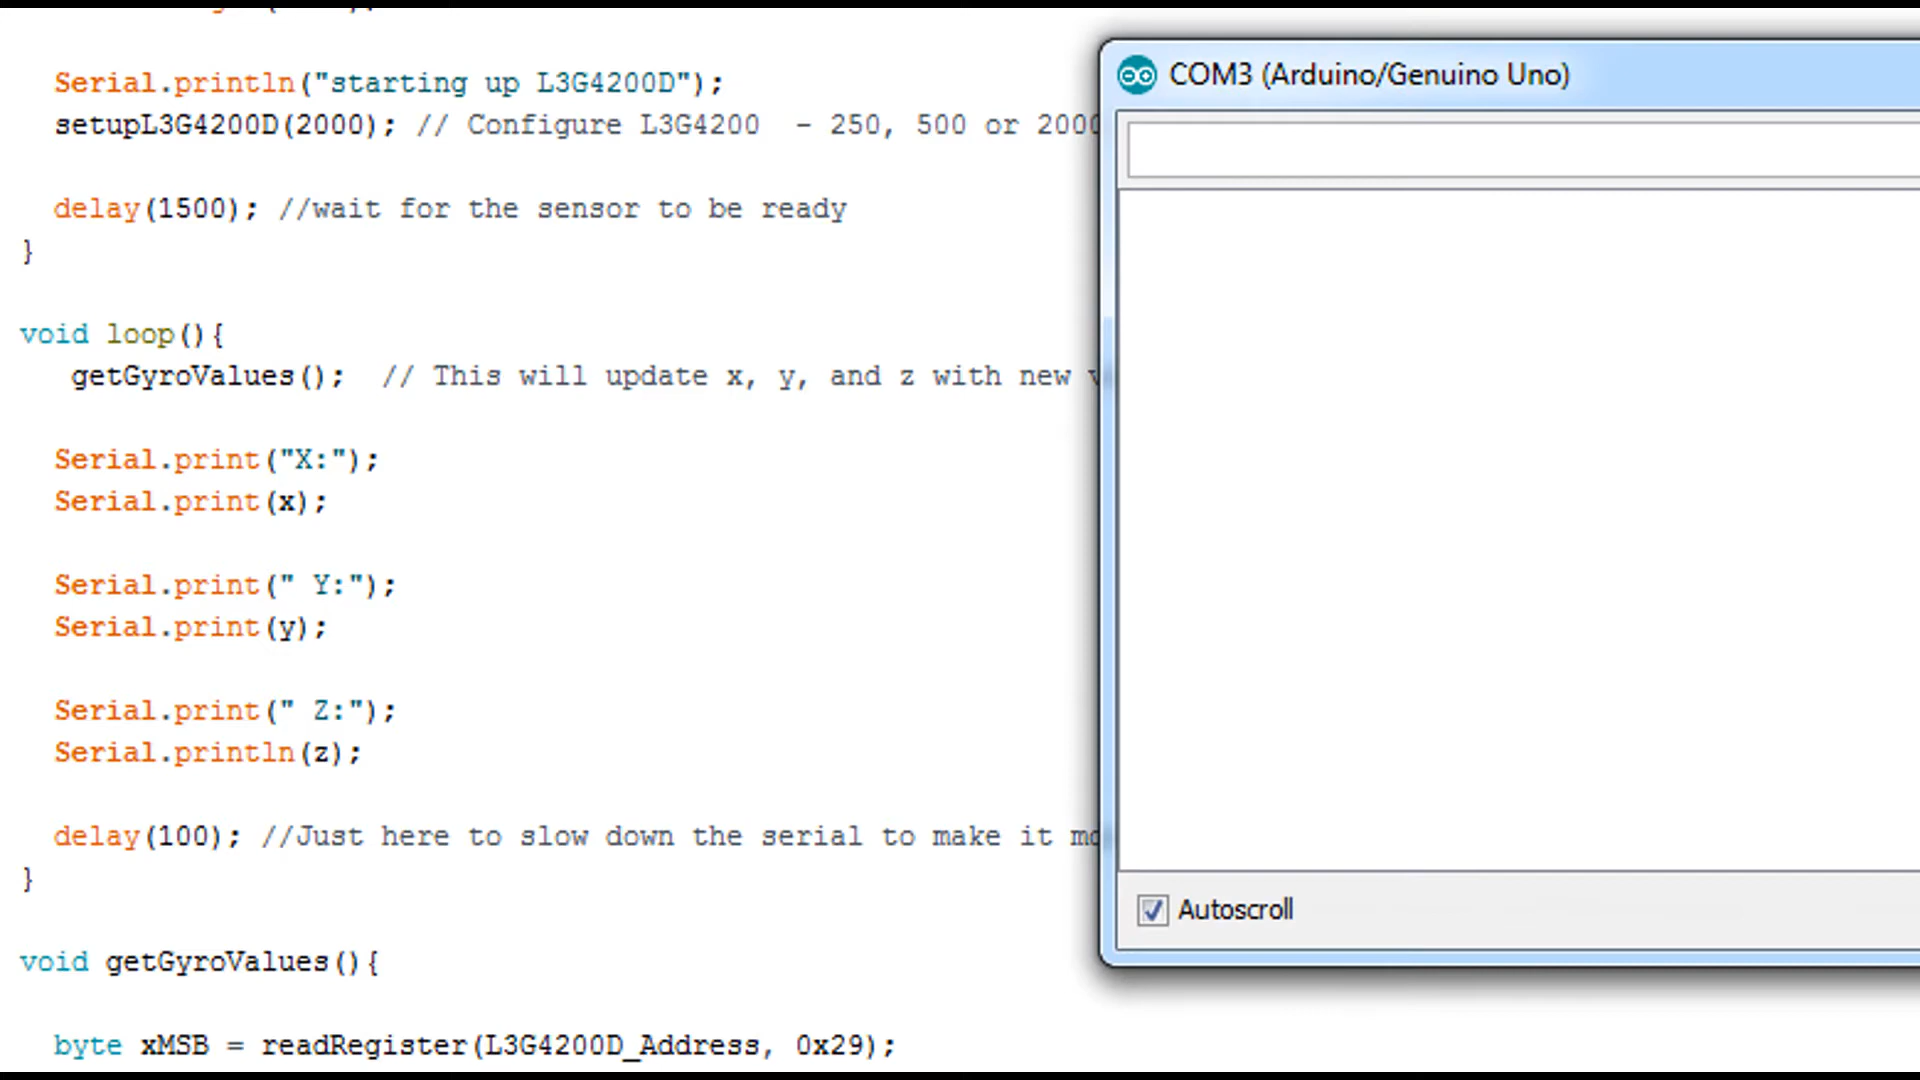 Serial.println("starting up L3G4200D");
setupL3G4200D(2000); // Configure L3G4200  - 250, 500 or 2000
delay(1500); //wait for the sensor to be ready
}
void loop(){
getGyroValues();  // This will update x, y, and z with new
Serial.print("X:");
Serial.print(x);
Serial.print(" Y:");
Serial.print(y);
Serial.print(" Z:");
Serial.println(z);
delay(100); //Just here to slow down the serial to make it
}
void getGyroValues(){
byte xMSB = readRegister(L3G4200D_Address, 0x29);
COM3 (Arduino/Genuino Uno)
Autoscroll